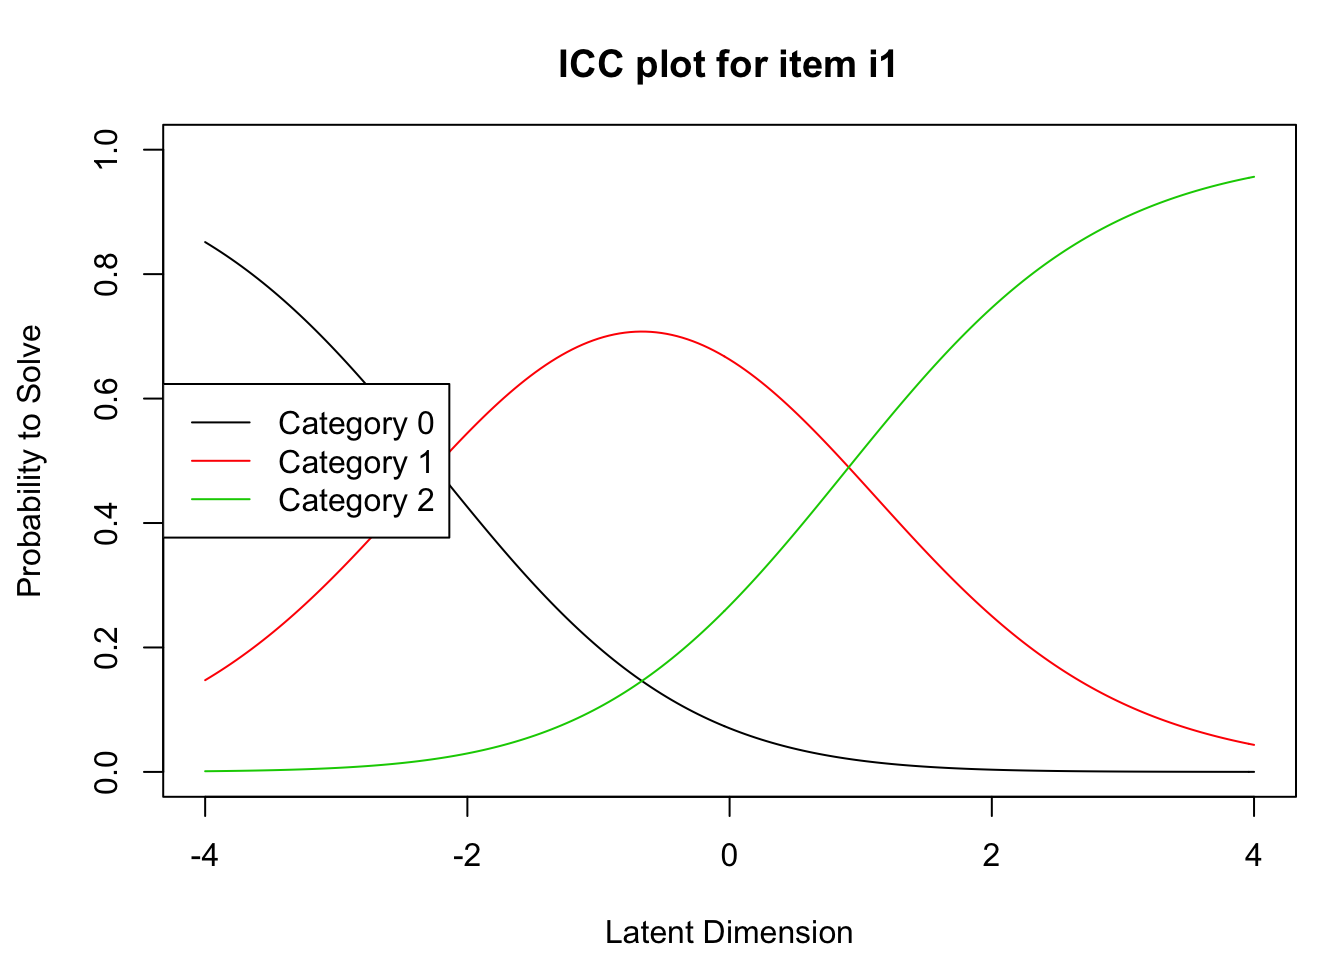 ICC plot for item i1
Probability to Solve
1.0
0.8
0.6
0.4
0.2
0.0
Category 0
Category 1
Category 2
-4 -2 0 2 4
Latent Dimension